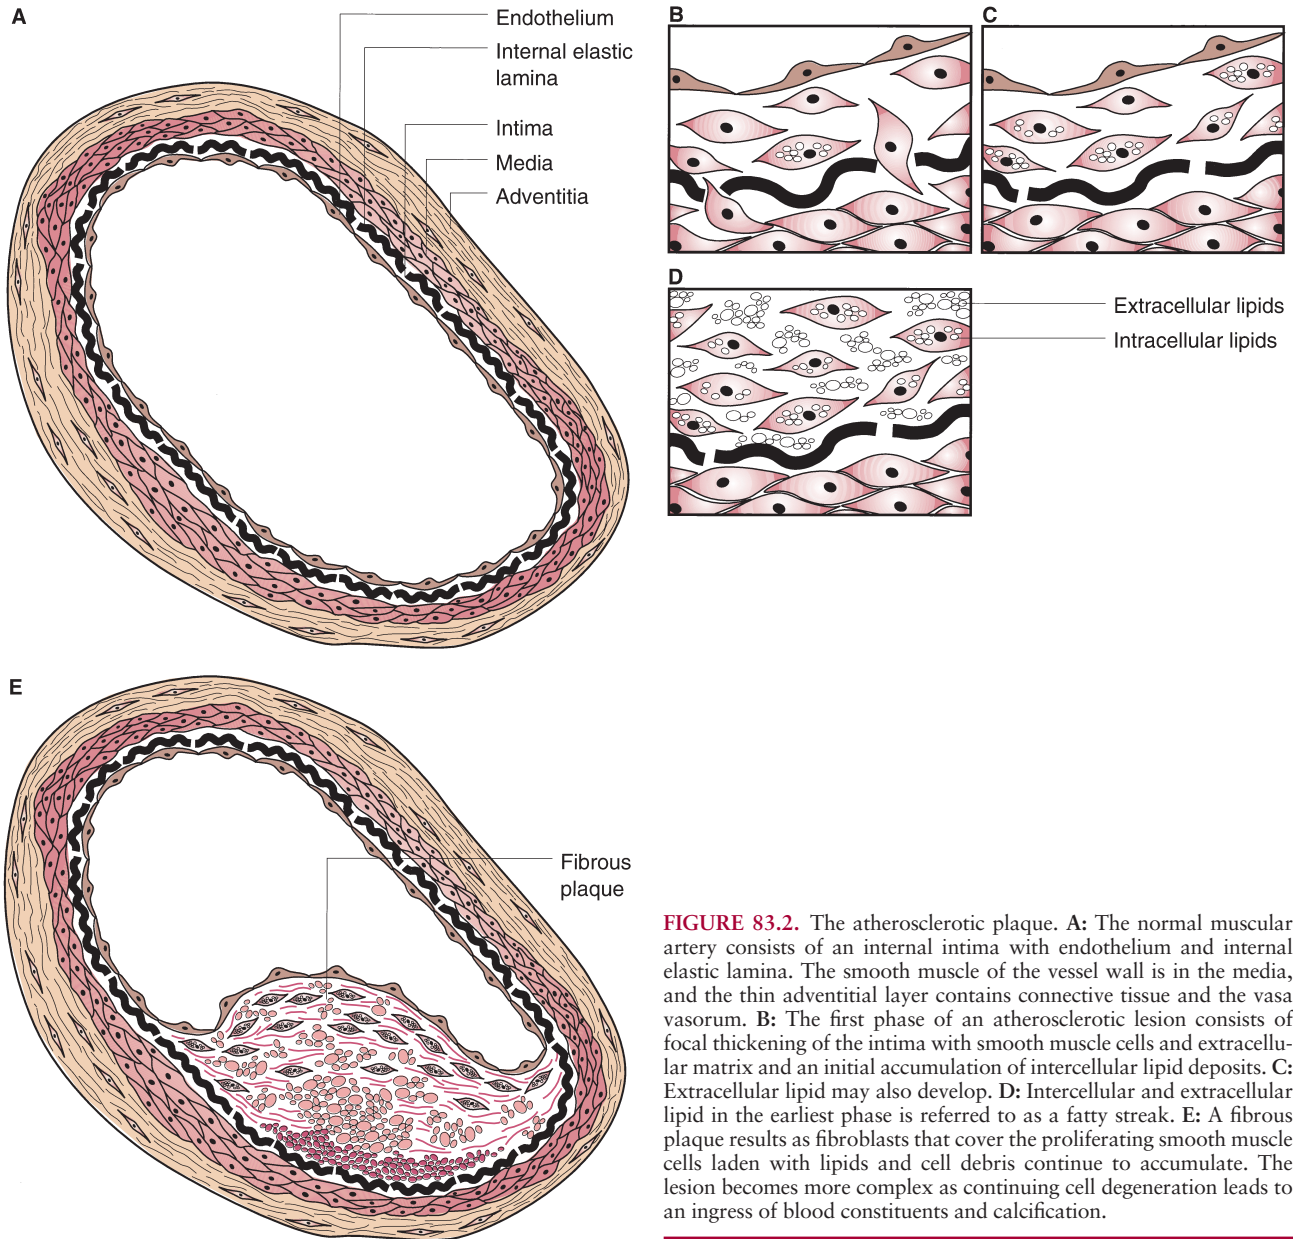 A
Endothelium
Internal elastic
lamina
Intima
Media
Adventitia
B
C
D
Extracellular lipids
Intracellular lipids
E
Fibrous
plaque
FIGURE 83.2. The atherosclerotic plaque. A: The normal muscular
artery consists of an internal intima with endothelium and internal
elastic lamina. The smooth muscle of the vessel wall is in the media,
and the thin adventitial layer contains connective tissue and the vasa
vasorum. B: The first phase of an atherosclerotic lesion consists of
focal thickening of the intima with smooth muscle cells and extracellu-
lar matrix and an initial accumulation of intercellular lipid deposits. C:
Extracellular lipid may also develop. D: Intercellular and extracellular
lipid in the earliest phase is referred to as a fatty streak. E: A fibrous
plaque results as fibroblasts that cover the proliferating smooth muscle
cells laden with lipids and cell debris continue to accumulate. The
lesion becomes more complex as continuing cell degeneration leads to
an ingress of blood constituents and calcification.